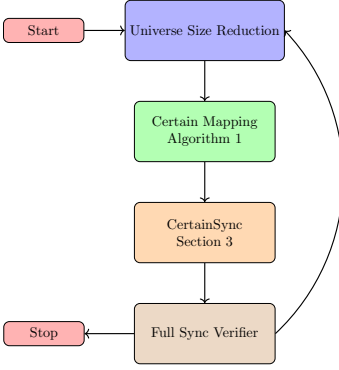 Start
Universe Size Reduction
Certain Mapping
Algorithm 1
CertainSync
Section 3
Stop
Full Sync Verifier